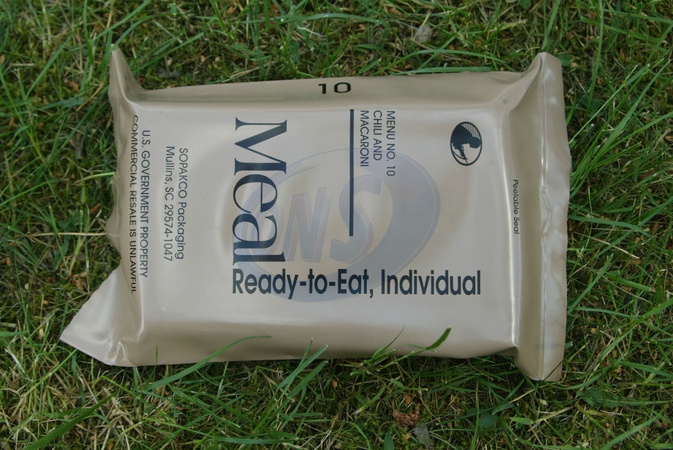 10
MENU NO. 10
CHILI AND
MACARONI
Meal
Ready-to-Eat, Individual
Peelable Seal
SOPAKCO Packaging
Mullins, SC 29574-1047
U.S. GOVERNMENT PROPERTY
COMMERCIAL RESALE IS UNLAWFUL
NS